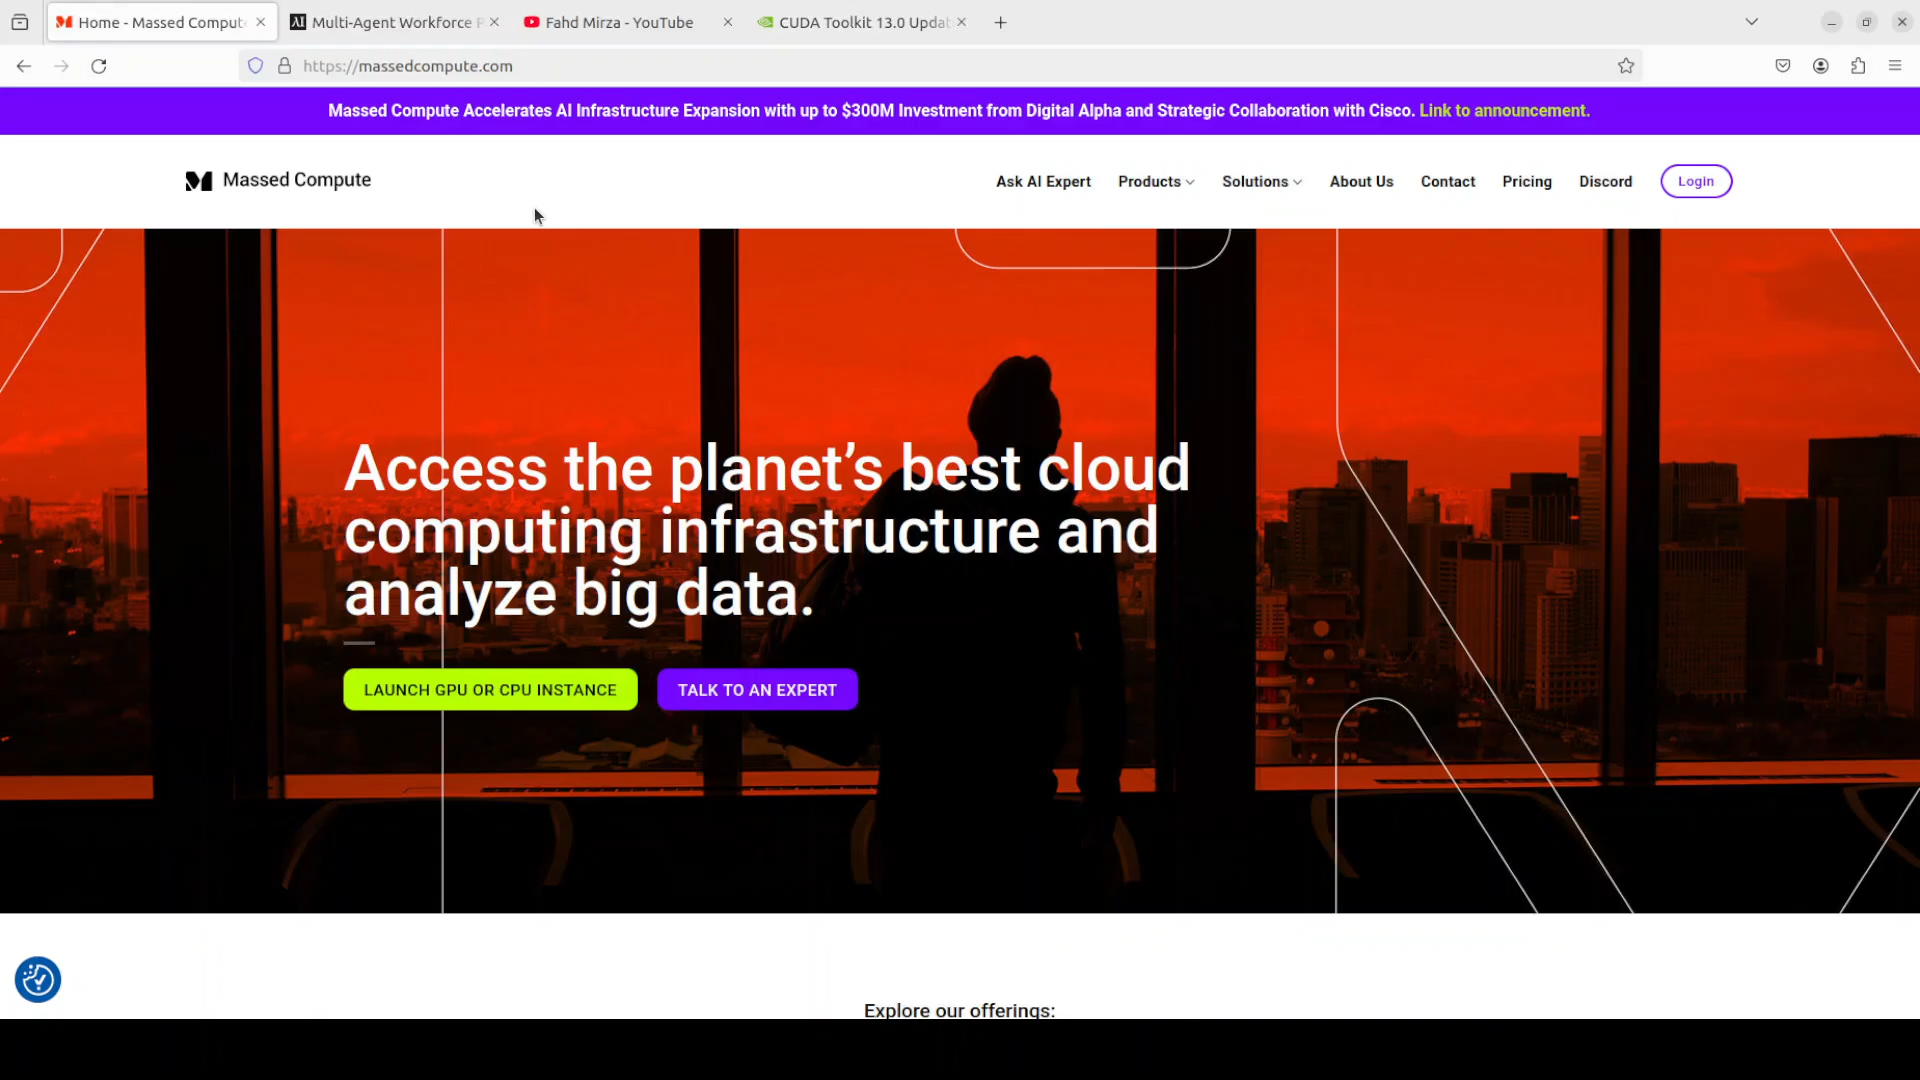 Home - Massed Comput
Multi-Agent Workforce
Fahd Mirza - YouTube
CUDA Toolkit 13.0 Updat
https://massedcompute.com
Massed Compute Accelerates AI Infrastructure Expansion with up to $300M Investment from Digital Alpha and Strategic Collaboration with Cisco. Link to announcement.
Massed Compute
Ask AI Expert
Products
Solutions
About Us
Contact
Pricing
Discord
Login
Access the planet’s best cloud
computing infrastructure and
analyze big data.
LAUNCH GPU OR CPU INSTANCE
TALK TO AN EXPERT
Explore our offerings: